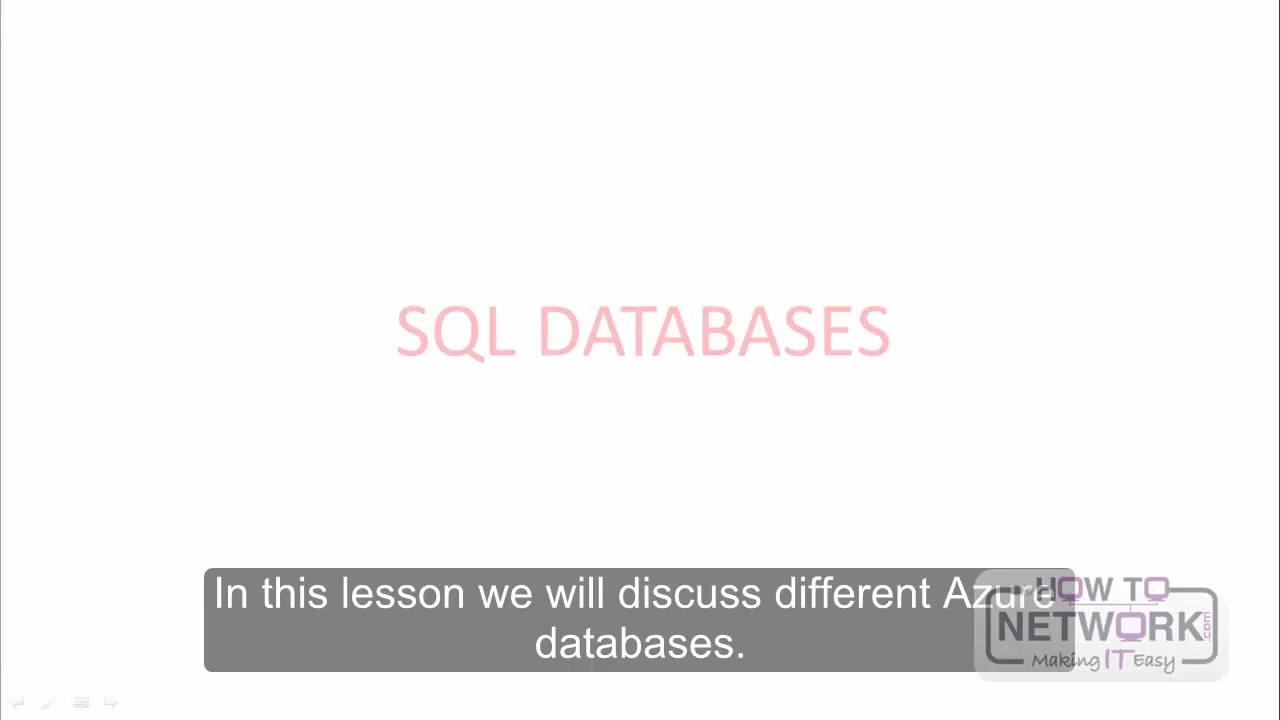 SQL DATABASES
In this lesson we will discuss different Azure
databases.
HOW TO
NETWORK.com
Making IT Easy